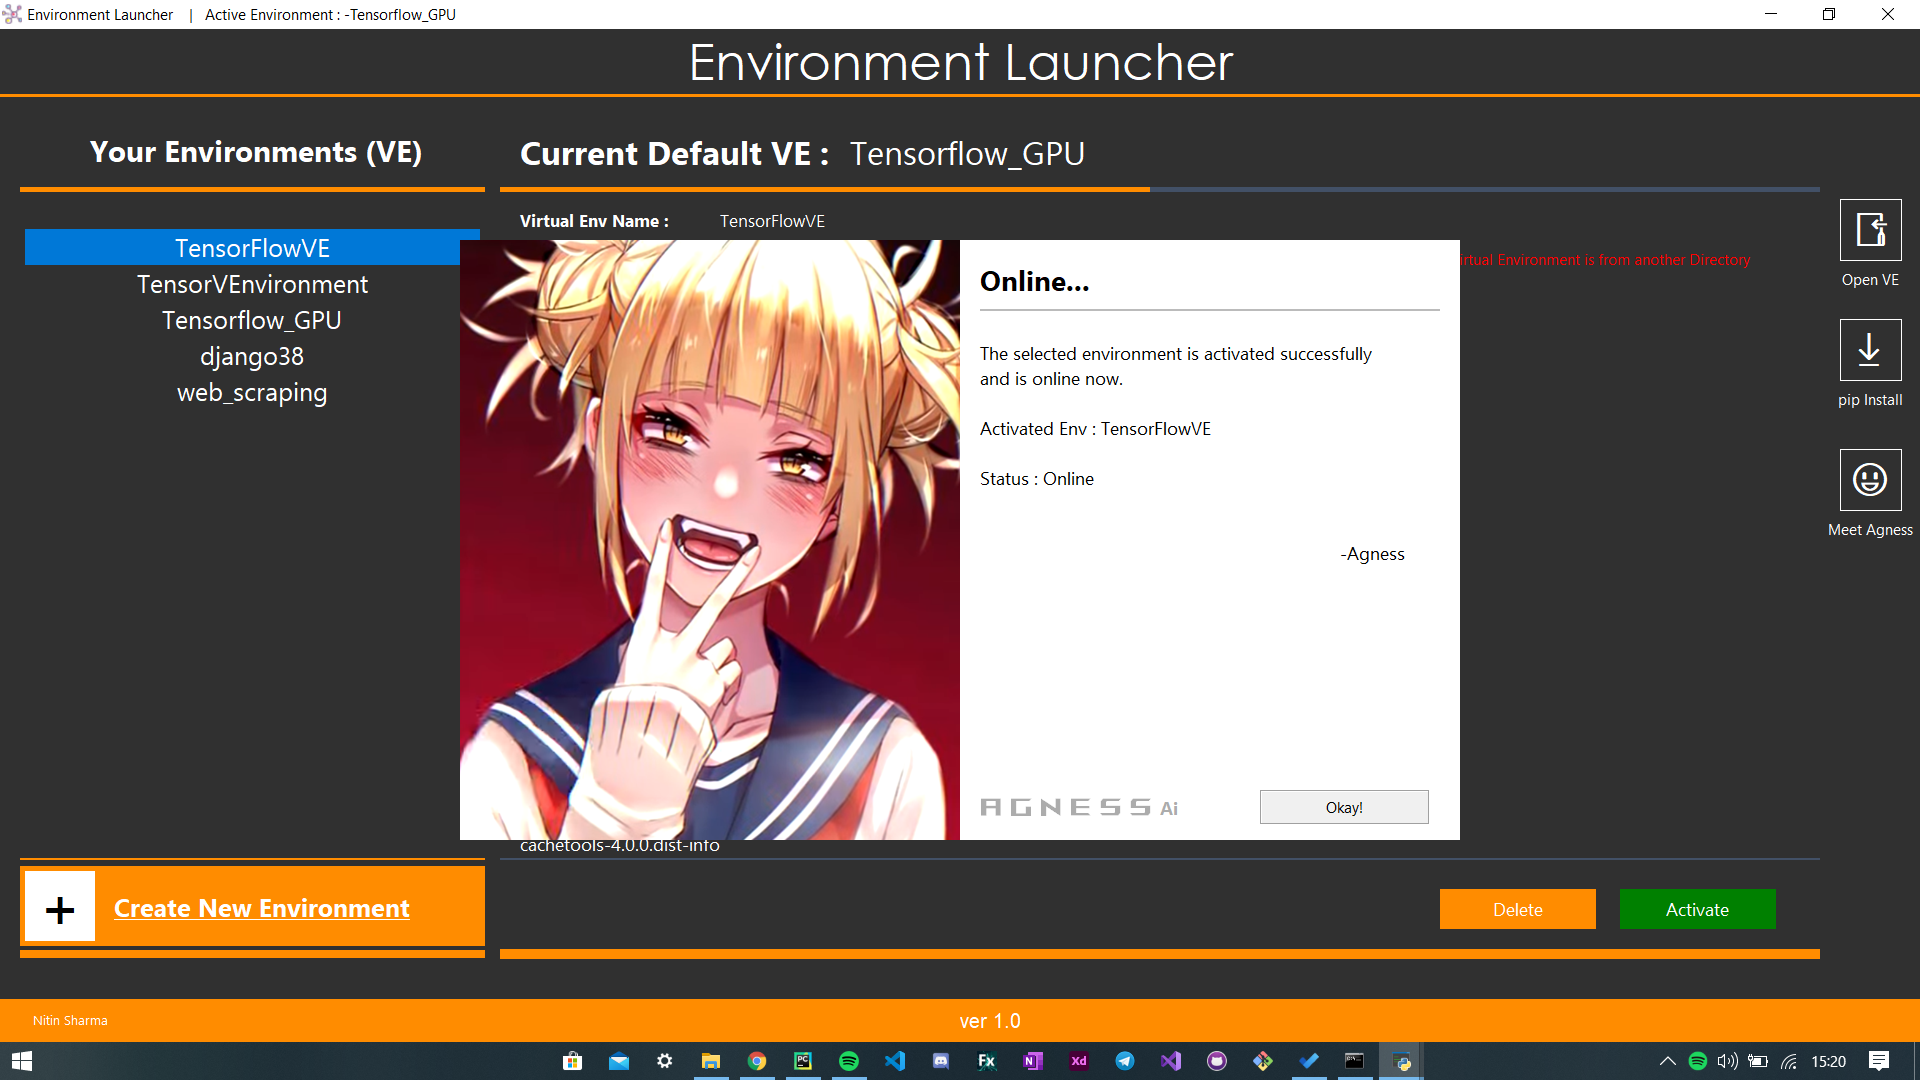 Environment Launcher | Active Environment : -Tensorflow_GPU
Environment Launcher
Your Environments (VE)
TensorFlowVE
TensorVEnvironment
Tensorflow_GPU
django38
web_scraping
Create New Environment
Current Default VE : Tensorflow_GPU
Virtual Env Name : TensorFlowVE
Environment is from another Directory
Online...
The selected environment is activated successfully
and is online now.
Activated Env : TensorFlowVE
Status : Online
-Agness
AGNESS Ai
Okay!
cachetools-4.0.0.dist-info
Delete
Activate
Open VE
pip Install
Meet Agness
Nitin Sharma
ver 1.0
PC
Fx
N
Xd
15:20